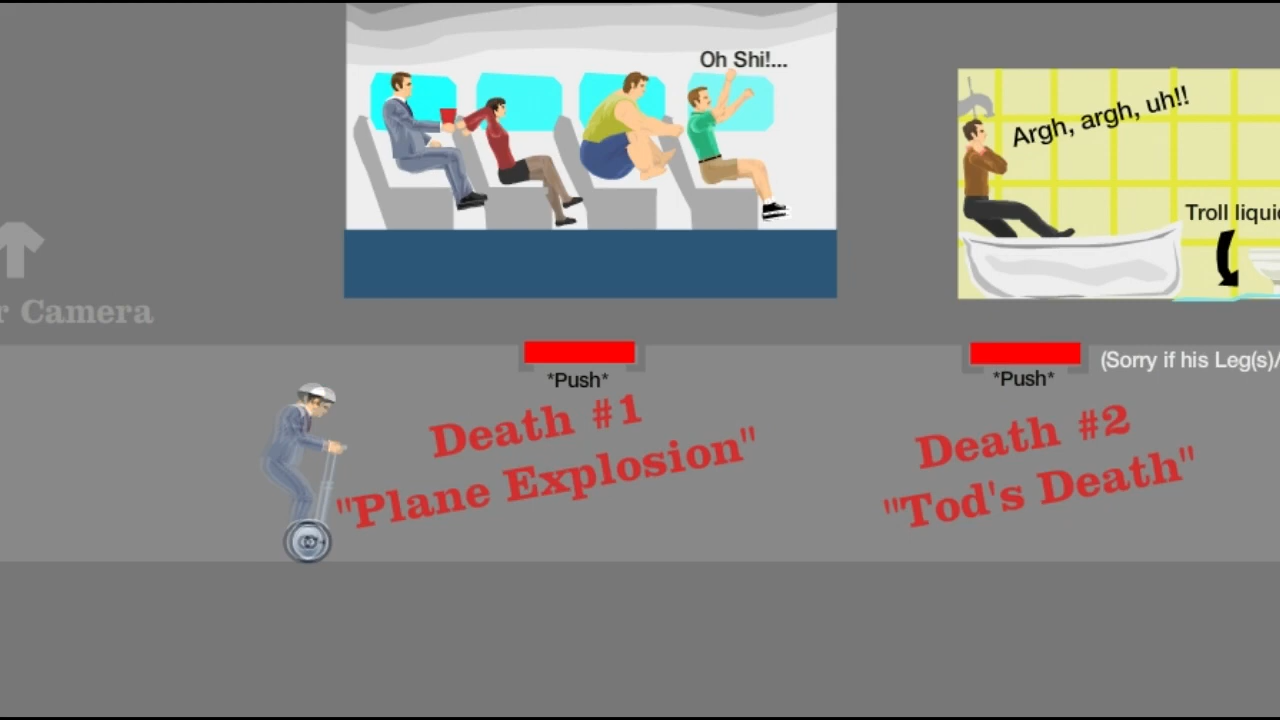 Oh Shi!...
Argh, argh, uh!!
Troll liqui
r Camera
*Push*
Death #1
"Plane Explosion"
*Push*
(Sorry if his Leg(s)/
Death #2
"Tod's Death"